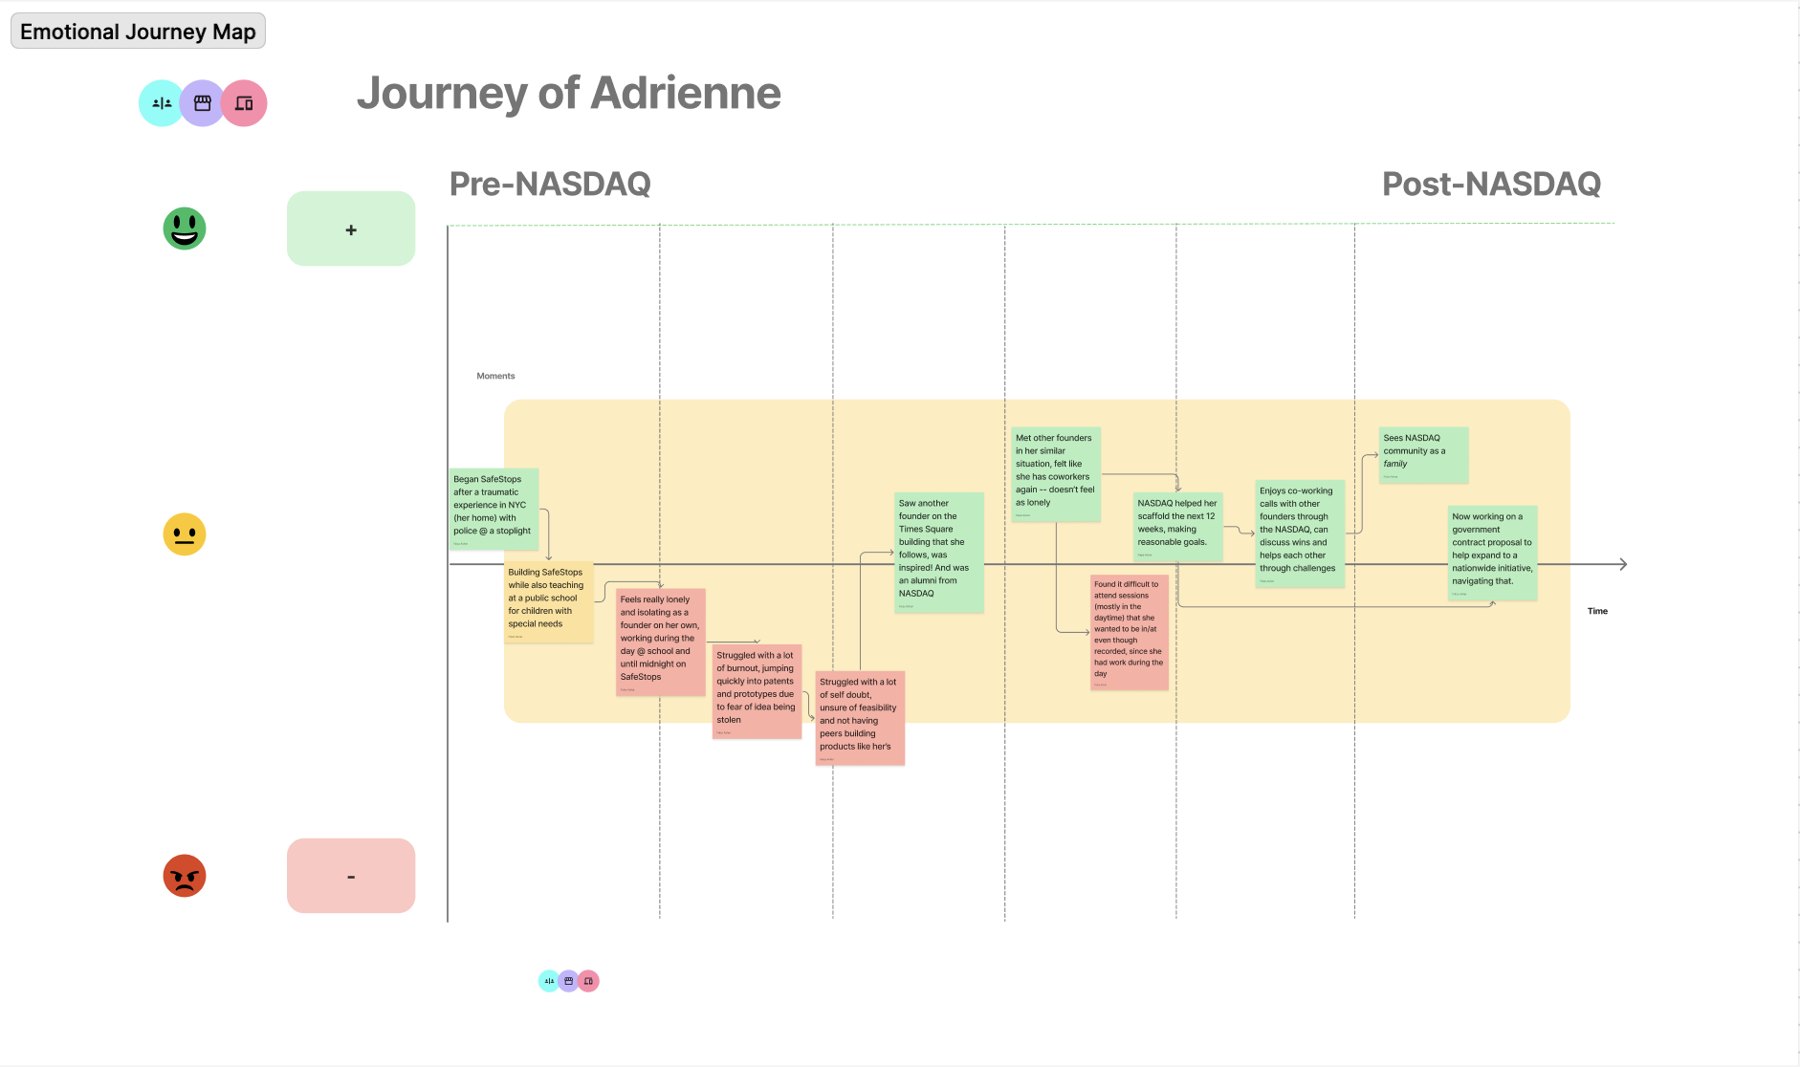 Emotional Journey Map
Journey of Adrienne
Pre-NASDAQ
Post-NASDAQ
+
Moments
Began SafeStops
after a traumatic
experience in NYC
(her home) with
police @ a stoplight
Building SafeStops
while also teaching
at a public school
for children with
special needs
Feels really lonely
and isolating as a
founder on her own,
working during the
day @ school and
until midnight on
SafeStops
Struggled with a lot
of burnout, jumping
quickly into patents
and prototypes due
to fear of idea being
stolen
Struggled with a lot
of self doubt,
unsure of feasibility
and not having
peers building
products like her's
Saw another
founder on the
Times Square
building that she
follows, was
inspired! And was
an alumni from
NASDAQ
Met other founders
in her similar
situation, felt like
she has coworkers
again -- doesn't feel
as lonely
Found it difficult to
attend sessions
(mostly in the
daytime) that she
wanted to be in/at
even though
recorded, since she
had work during the
day
NASDAQ helped her
scaffold the next 12
weeks, making
reasonable goals.
Enjoys co-working
calls with other
founders through
the NASDAQ, can
discuss wins and
helps each other
through challenges
Sees NASDAQ
community as a
family
Now working on a
government
contract proposal to
help expand to a
nationwide initiative,
navigating that.
Time
-